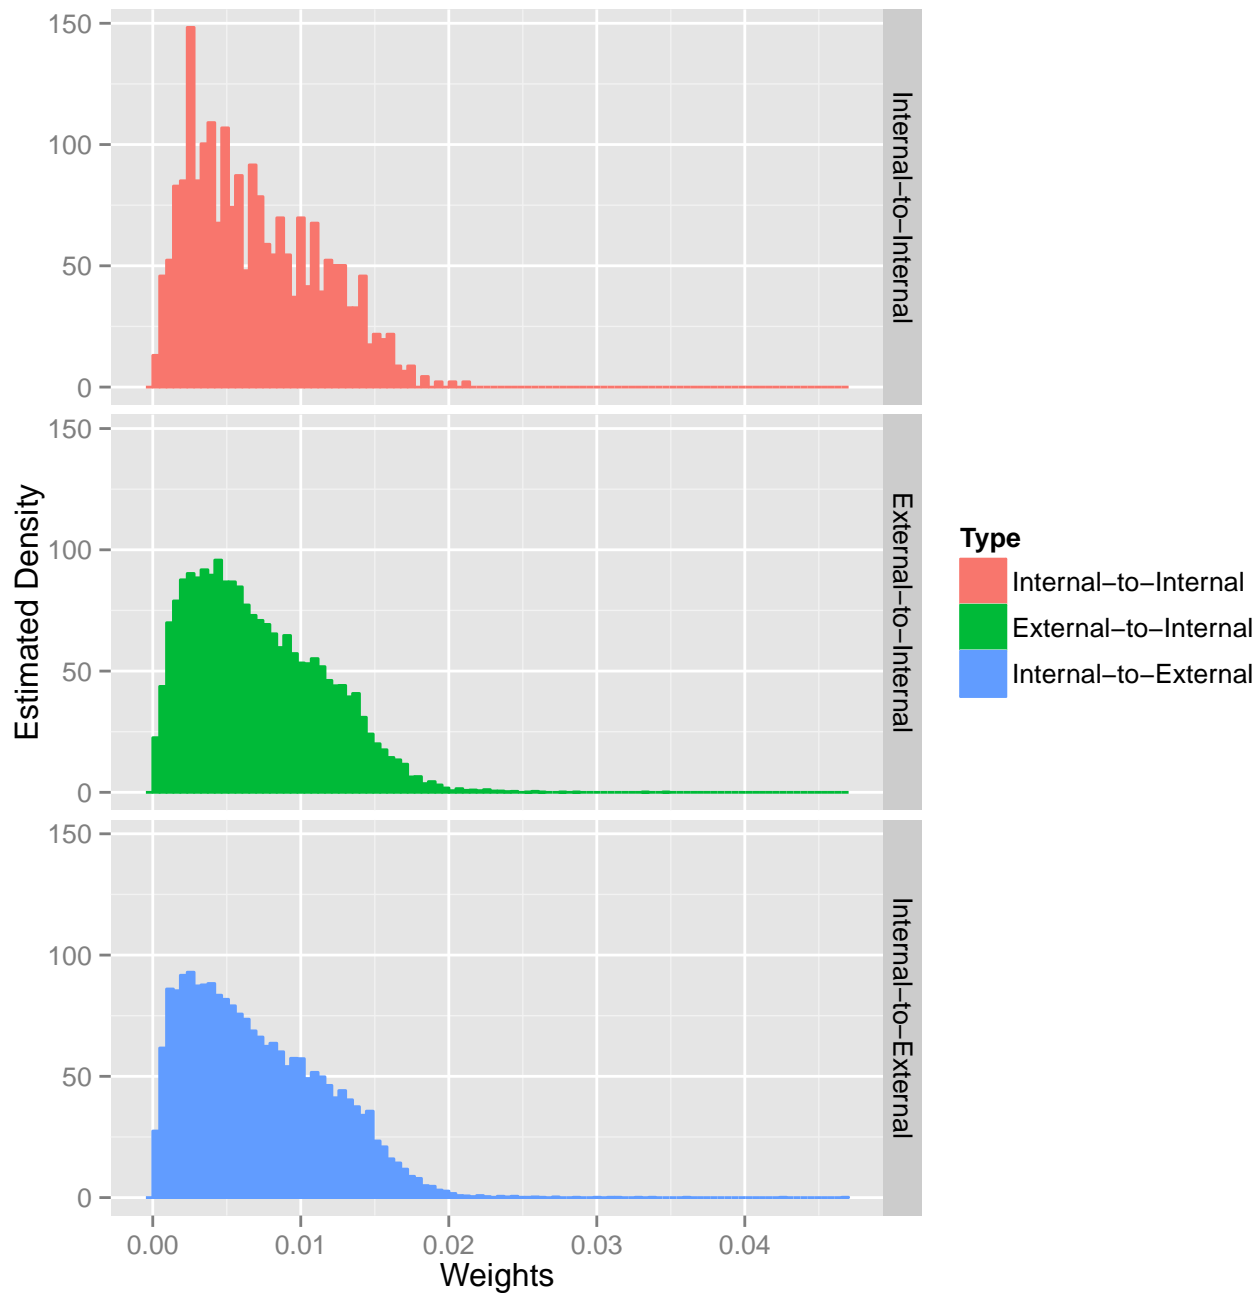 Estimated Density
150
100
50
0
Internal−to−Internal
150
100
50
0
External−to−Internal
150
100
50
0
Internal−to−External
0.00
0.01
0.02
0.03
0.04
Weights
Type
Internal−to−Internal
External−to−Internal
Internal−to−External